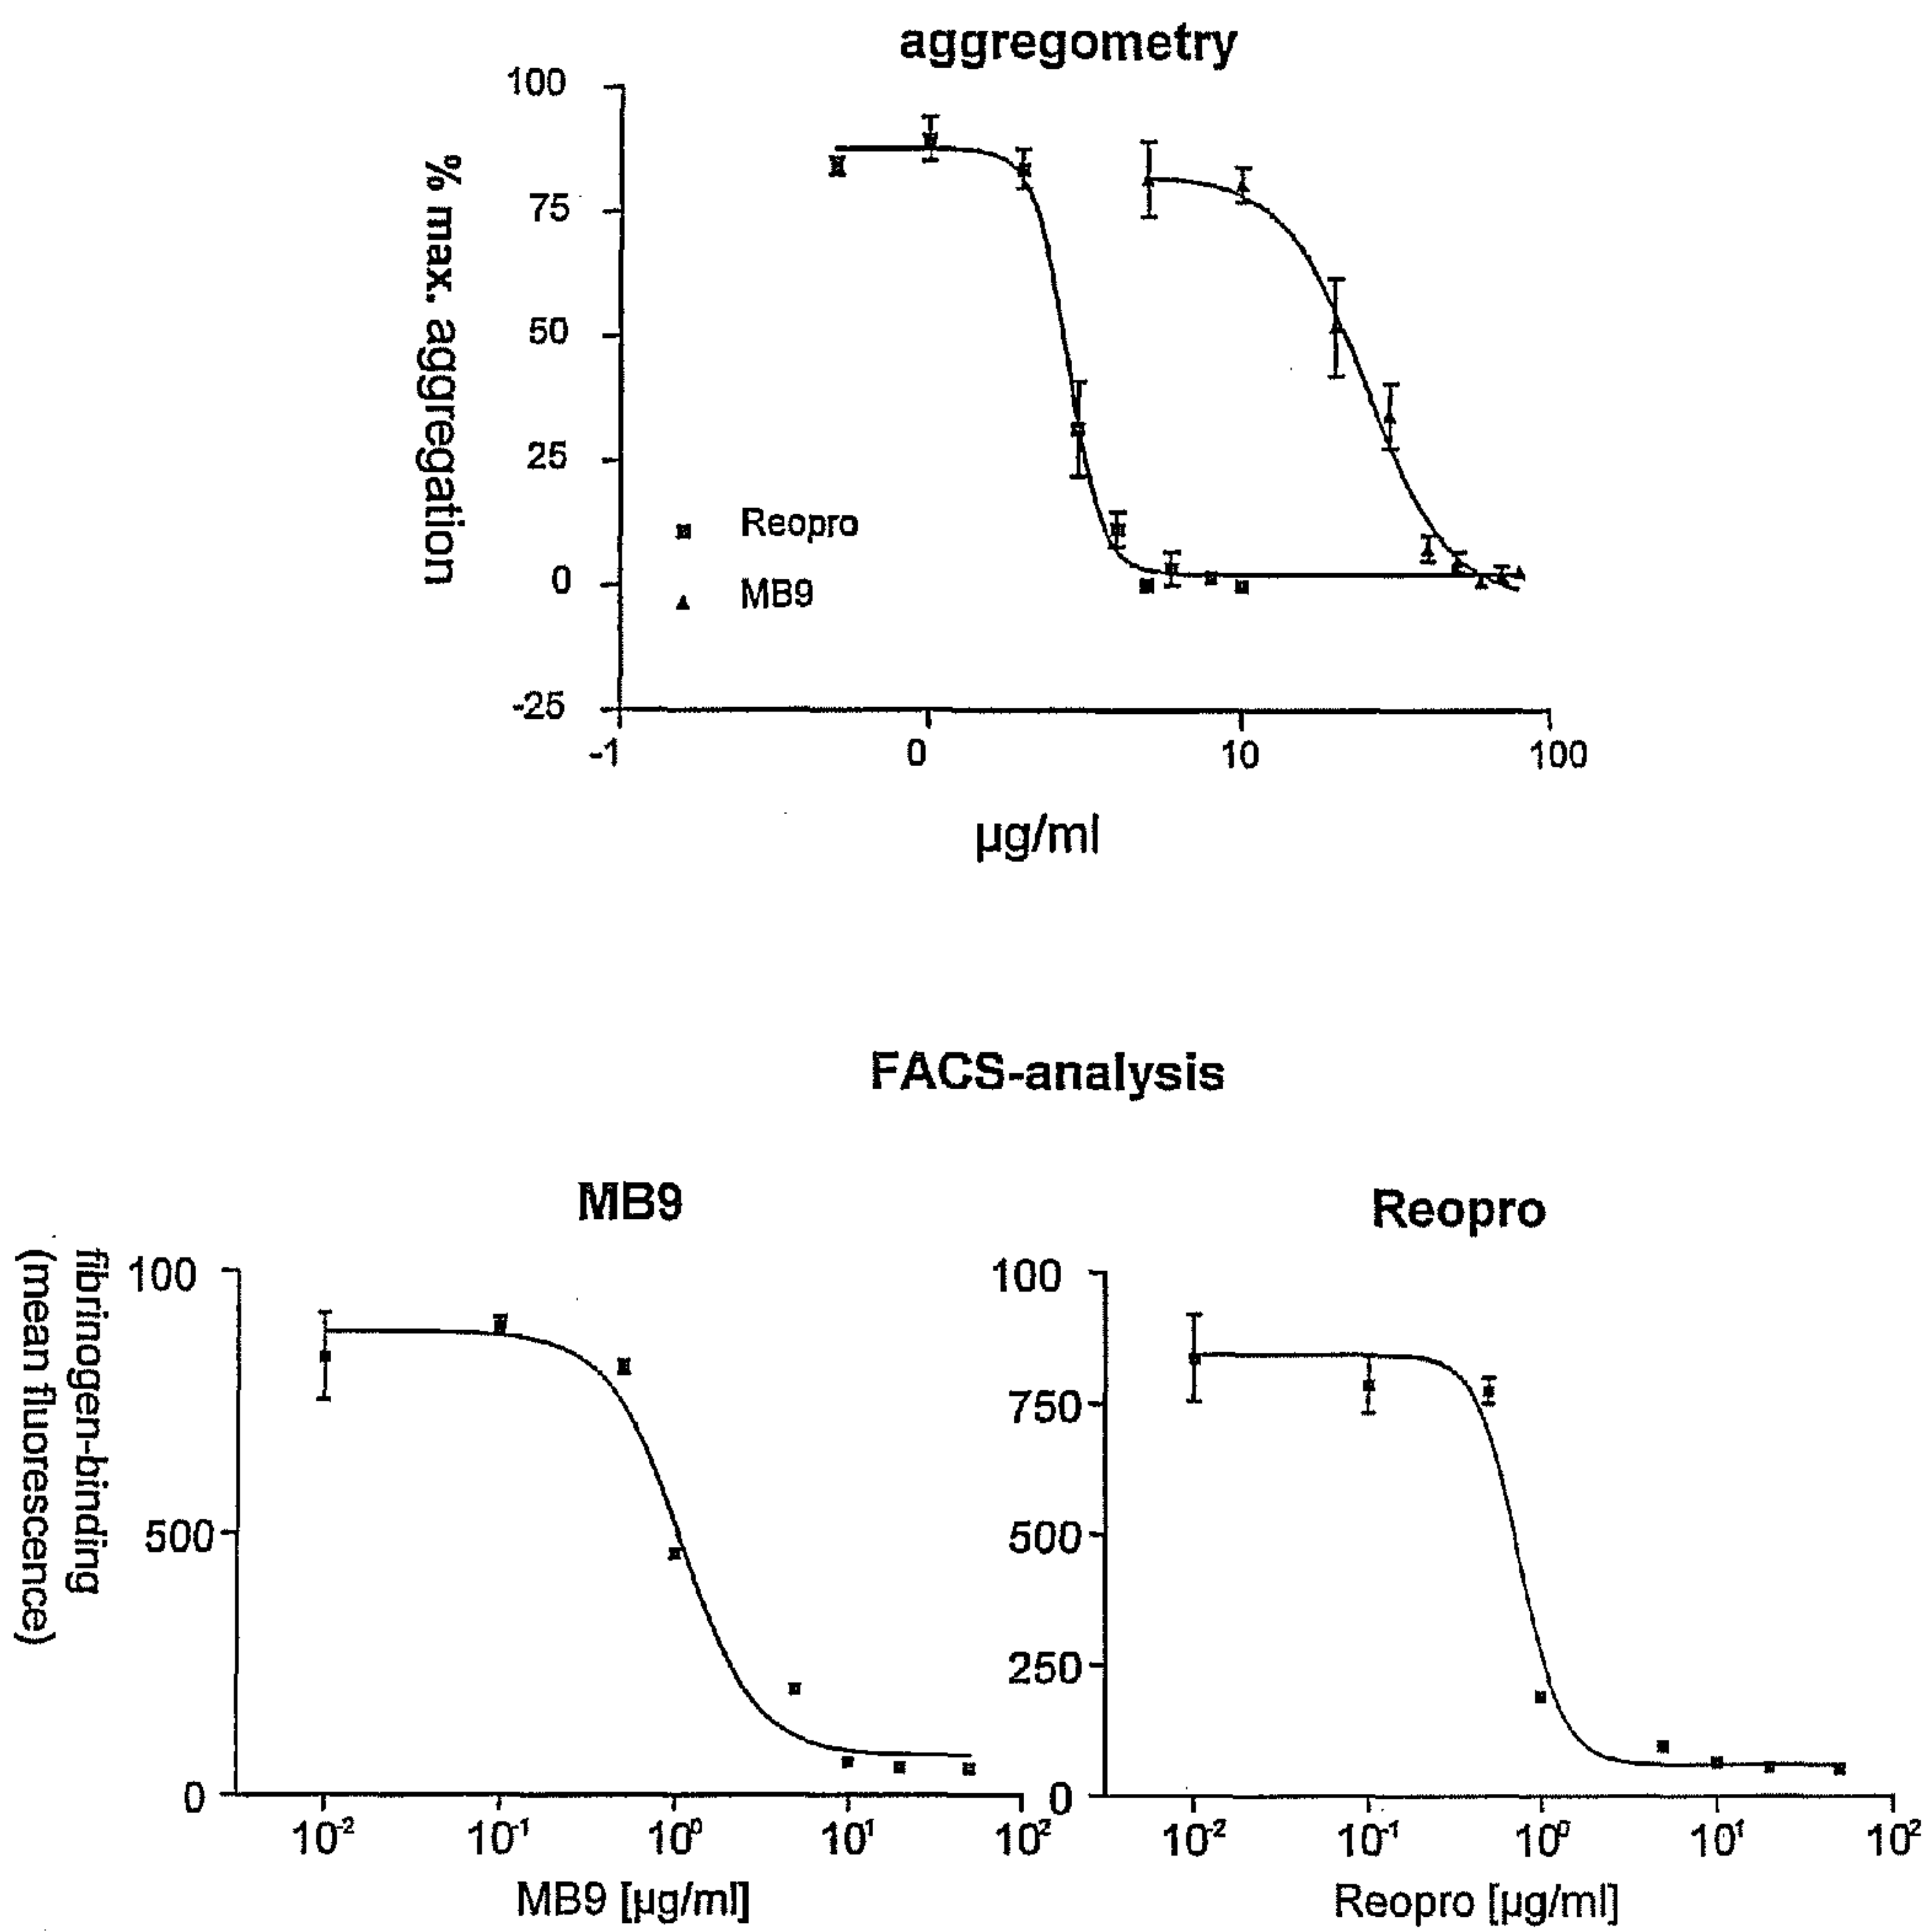 aggregometry
% max. aggregation
100
75
50
25
0
-25
Reopro
MB9
-1
0
10
100
µg/ml
FACS-analysis
MB9
fibrinogen-binding
(mean fluorescence)
100
500
0
10-2
10-1
100
101
102
MB9 [µg/ml]
Reopro
100
750
500
250
0
10-2
10-1
100
101
102
Reopro [µg/ml]